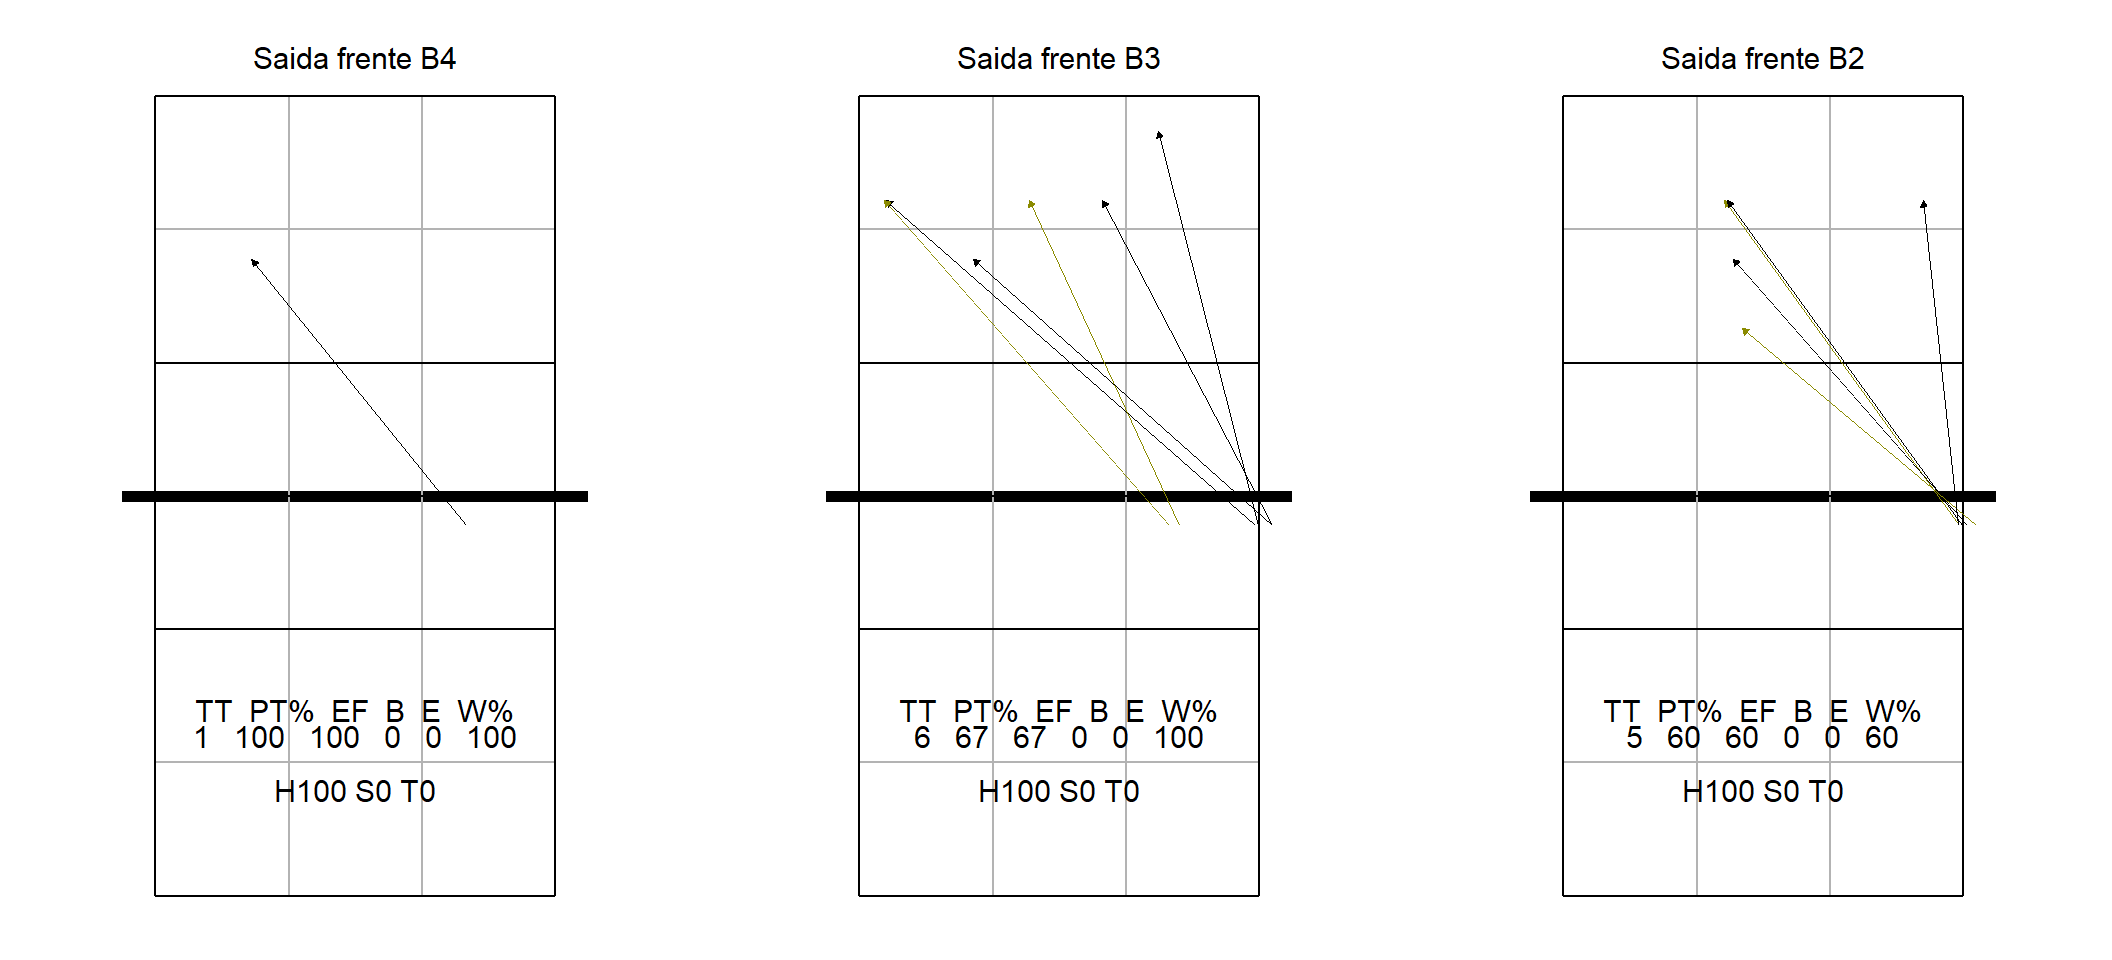 Saida frente B4
TT PT% EF B E W%
1 100 100 0 0 100
H100 S0 T0
Saida frente B3
TT PT% EF B E W%
6 67 67 0 0 100
H100 S0 T0
Saida frente B2
TT PT% EF B E W%
5 60 60 0 0 60
H100 S0 T0